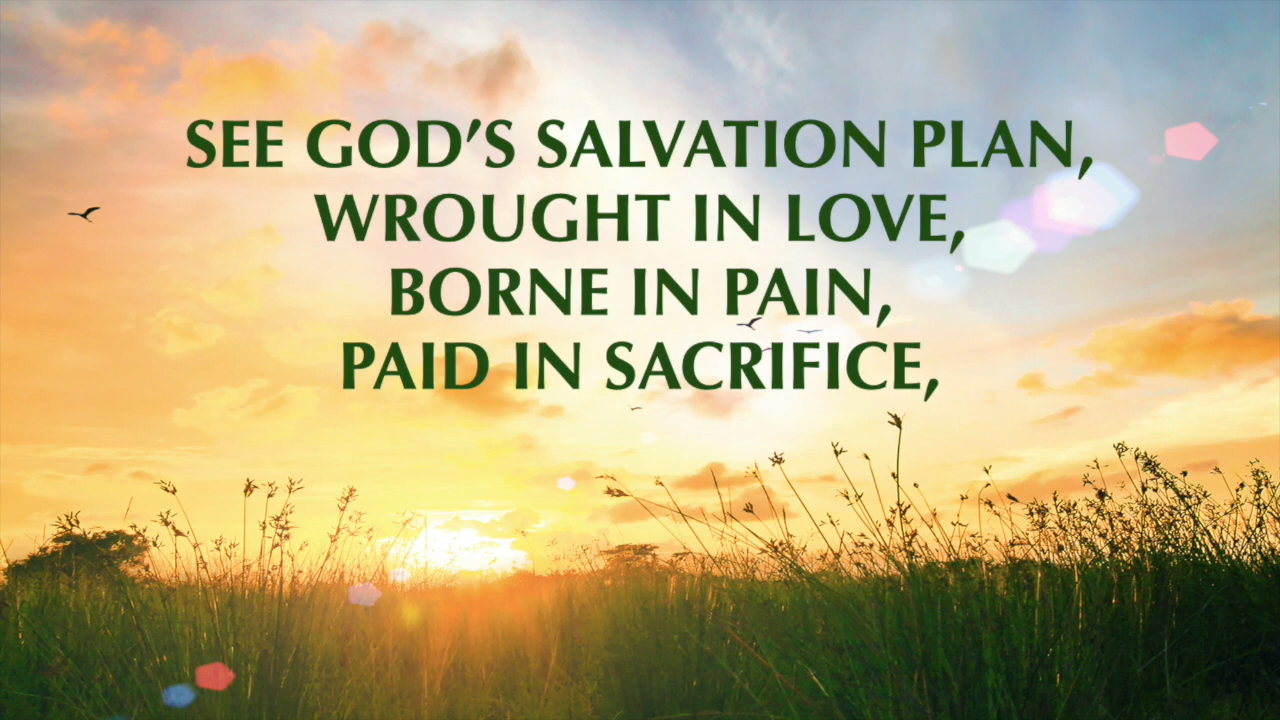 SEE GOD’S SALVATION PLAN,
WROUGHT IN LOVE,
BORNE IN PAIN,
PAID IN SACRIFICE,